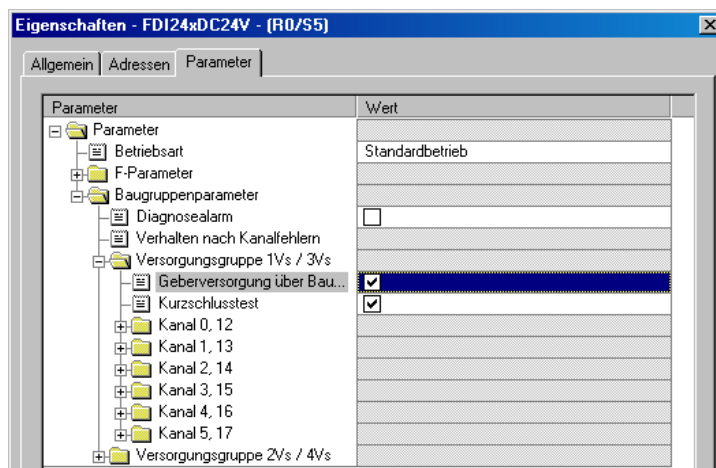 Eigenschaften - FDI24xDC24V - (R0/S5)
Allgemein Adressen Parameter
Parameter Wert
Parameter
Betriebsart Standardbetrieb
F-Parameter
Baugruppenparameter
Diagnosealarm
Verhalten nach Kanalfehlern
Versorgungsgruppe 1Vs / 3Vs
Geberversorgung über Bau...
Kurzschlusstest
Kanal 0, 12
Kanal 1, 13
Kanal 2, 14
Kanal 3, 15
Kanal 4, 16
Kanal 5, 17
Versorgungsgruppe 2Vs / 4Vs